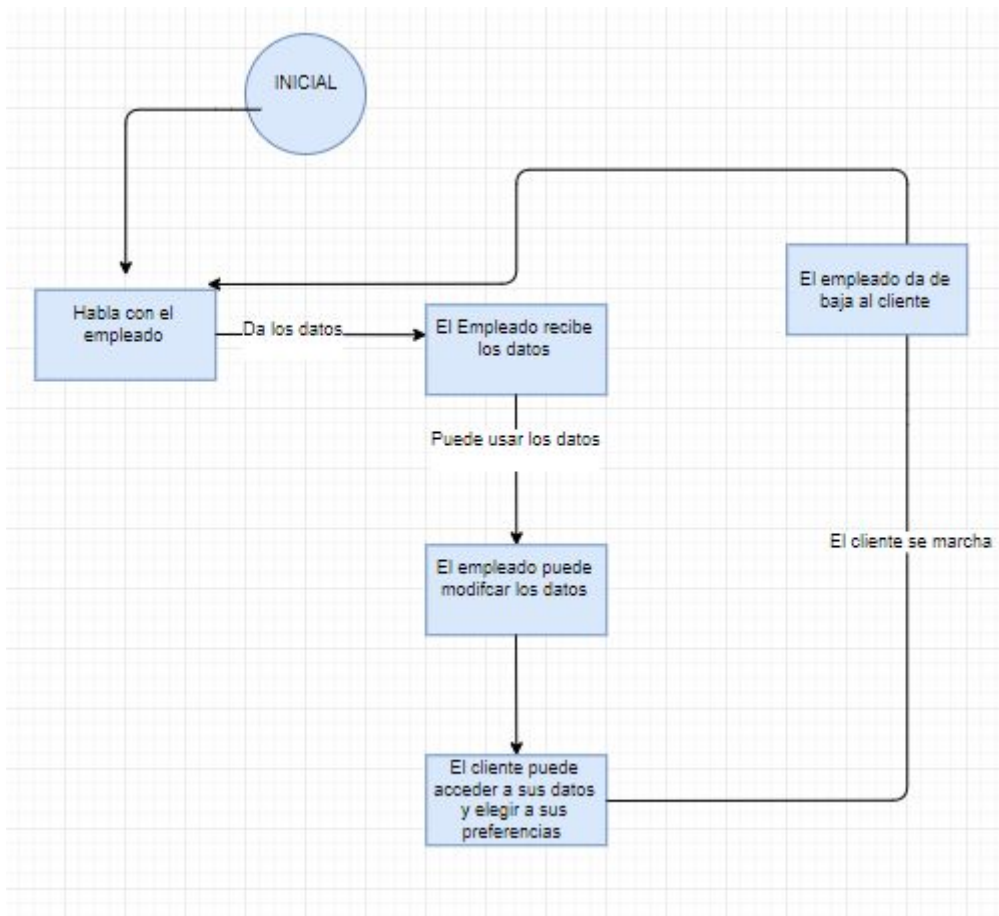 INICIAL
Habla con el
empleado
Da los datos
El Empleado recibe
los datos
Puede usar los datos
El empleado puede
modifcar los datos
El cliente puede
acceder a sus datos
y elegir a sus
preferencias
El cliente se marcha
El empleado da de
baja al cliente